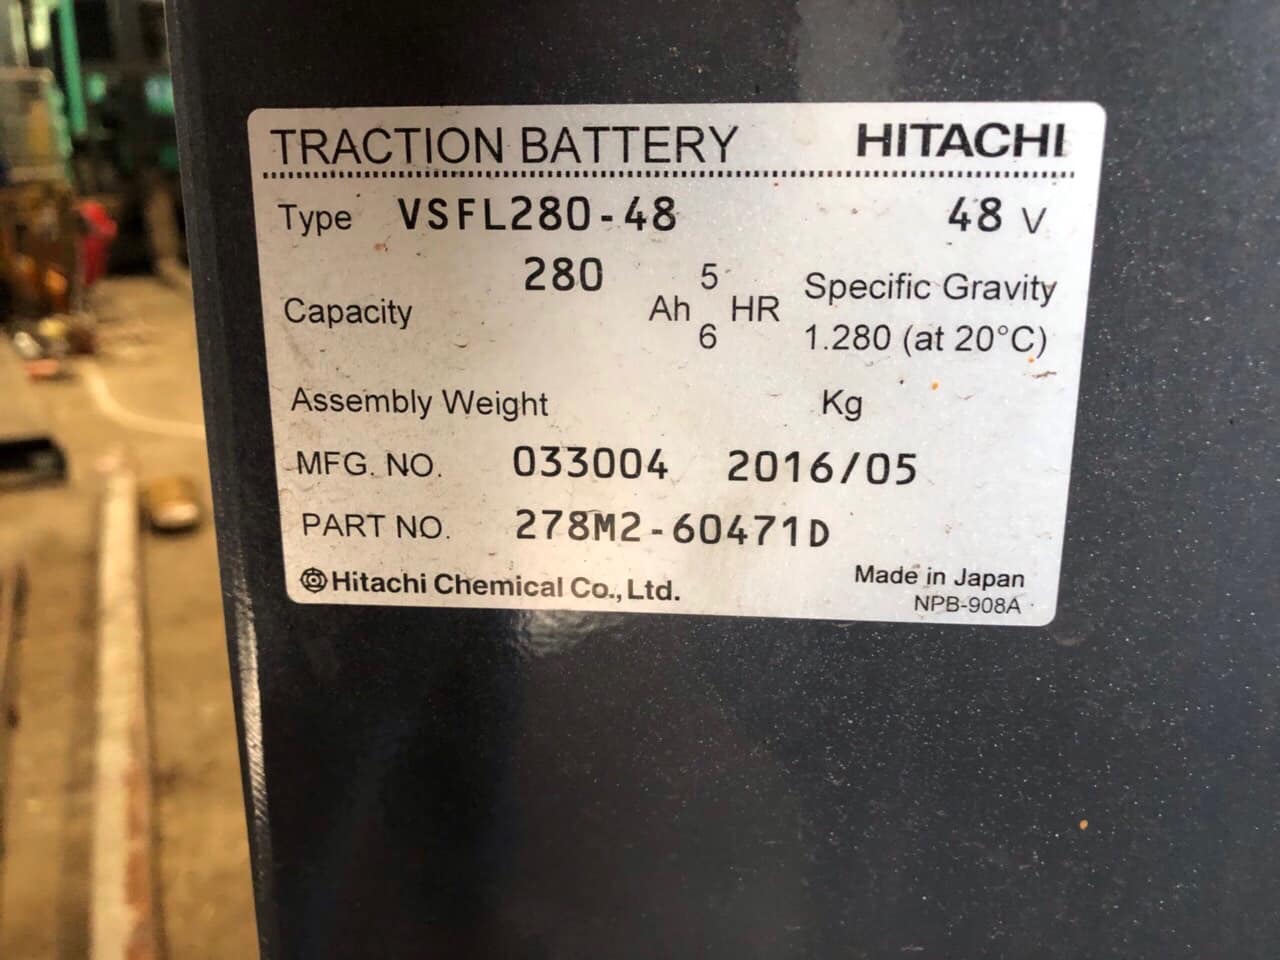 TRACTION BATTERY HITACHI
Type VSFL280-48 48 V
Capacity 280 Ah 5 HR Specific Gravity
6 1.280 (at 20°C)
Assembly Weight Kg
MFG. NO. 033004 2016/05
PART NO. 278M2-60471D
Hitachi Chemical Co., Ltd. Made in Japan
NPB-908A